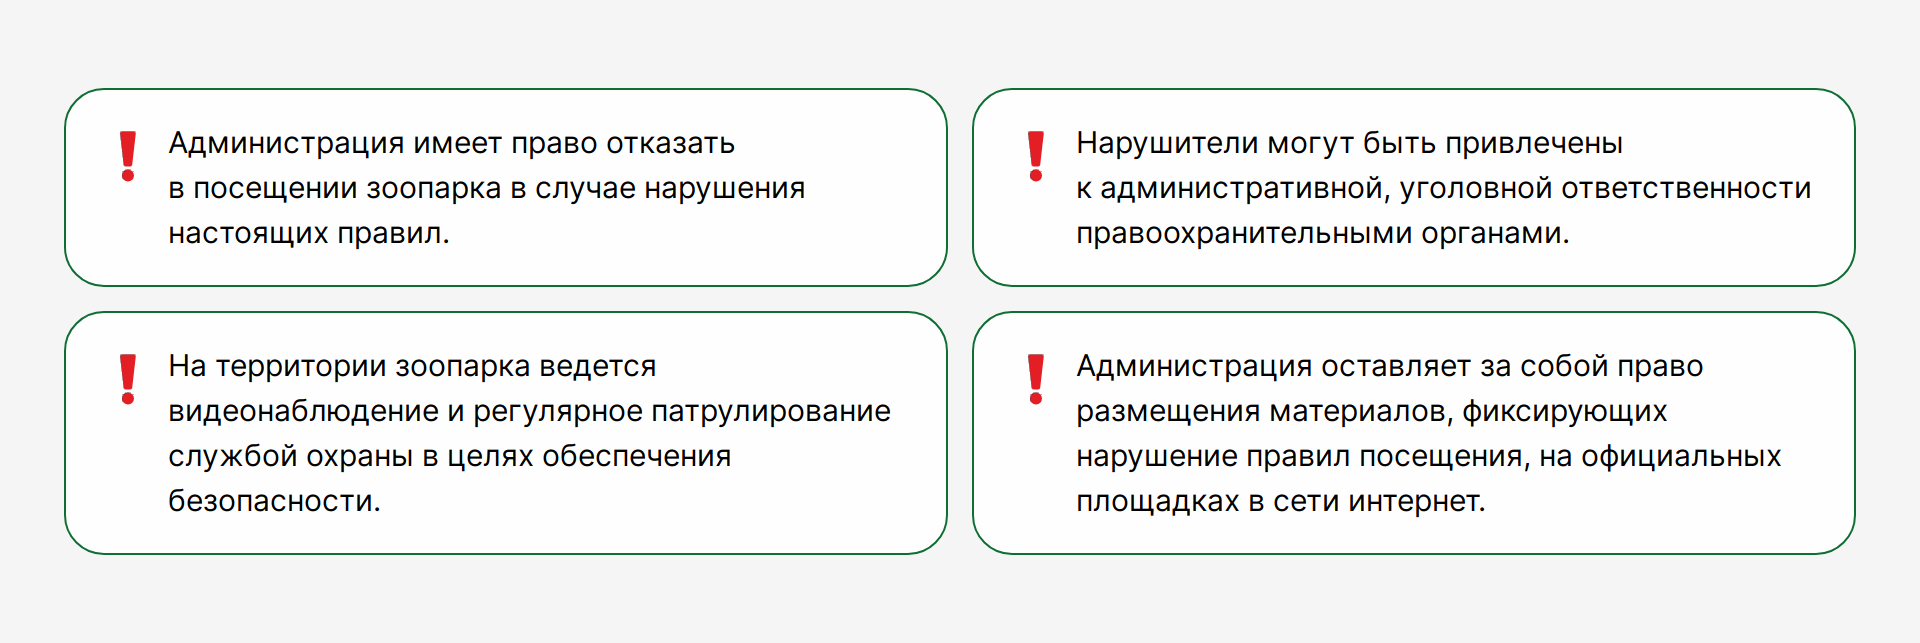 Администрация имеет право отказать
в посещении зоопарка в случае нарушения
настоящих правил.
Нарушители могут быть привлечены
к административной, уголовной ответственности
правоохранительными органами.
На территории зоопарка ведется
видеонаблюдение и регулярное патрулирование
службой охраны в целях обеспечения
безопасности.
Администрация оставляет за собой право
размещения материалов, фиксирующих
нарушение правил посещения, на официальных
площадках в сети интернет.